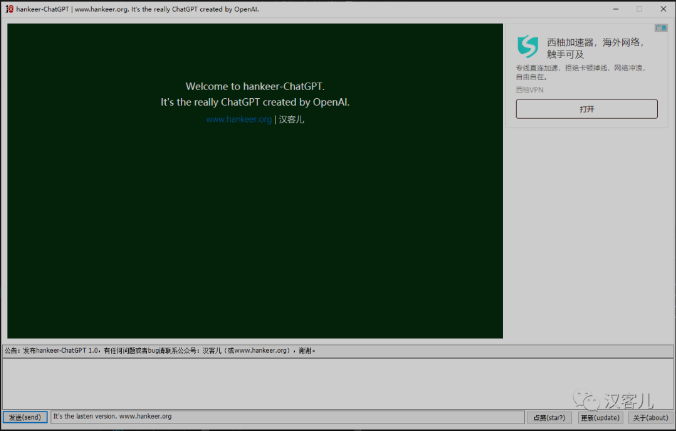 hankeer-ChatGPT | www.hankeer.org, It's the really ChatGPT created by OpenAI.
Welcome to hankeer-ChatGPT.
It's the really ChatGPT created by OpenAI.
www.hankeer.org | 汉客儿
广告
西柚加速器，海外网络，
触手可及
专线直连加速，拒绝卡顿掉线，网络冲浪，
自由自在。
西柚VPN
打开
公告：发布hankeer-ChatGPT 1.0，有任何问题或者bug请联系公众号：汉客儿（或www.hankeer.org），谢谢。
汉客儿
发送(send)
It's the lasten version. www.hankeer.org
点赞(star?)
更新(update)
关于(about)